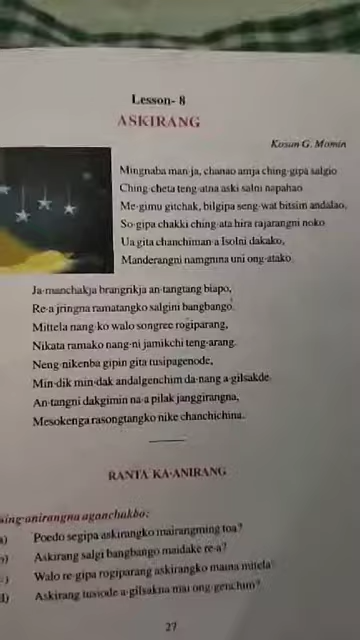 Lesson- 8
ASKIRANG
Kosun G. Momin
Mingnaba man·ja, chanao amja ching·gipa salgio
Ching·cheta teng·atna aski salni napahao
Me·gimu gitchak, bilgipa seng·wat bitsim andalao,
So·gipa chakki ching·ata hira rajarangni noko
Ua gita chanchiman·a Isolni dakako,
Manderangni namgnina uni ong·atako
Ja·manchakja brangrikja an·tangtang biapo,
Re·a jringna ramatangko salgini bangbango.
Mittela nang·ko walo songree rogiparang,
Nikata ramako nang·ni jamikchi teng·arang.
Neng·nikenba gipin gita tusipagenode,
Min·dik min·dak andalgenchim da·nang a·gilsakde
An·tangni dakgimin na·a pilak janggirangna,
Mesokenga rasongtangko nike chanchichina.
RANTA KA·ANIRANG
sing·anirangna aganchakbo:
Poedo segipa askirangko mairangming toa?
Askirang salgi bangbango maidake re·a?
Walo re·gipa rogiparang askirangko maina mitela?
Askirang tusiode a·gilsakna mai ong·genchim?
27